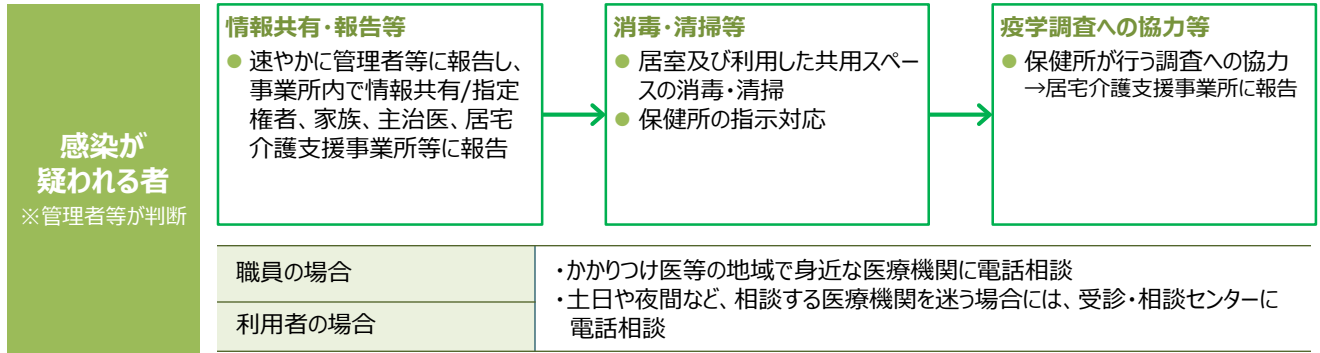 感染が
疑われる者
※管理者等が判断
情報共有・報告等
● 速やかに管理者等に報告し、
事業所内で情報共有/指定
権者、家族、主治医、居宅
介護支援事業所等に報告
消毒・清掃等
● 居室及び利用した共用スペー
スの消毒・清掃
● 保健所の指示対応
疫学調査への協力等
● 保健所が行う調査への協力
→居宅介護支援事業所に報告
職員の場合
利用者の場合
・かかりつけ医等の地域で身近な医療機関に電話相談
・土日や夜間など、相談する医療機関を迷う場合には、受診・相談センターに
電話相談